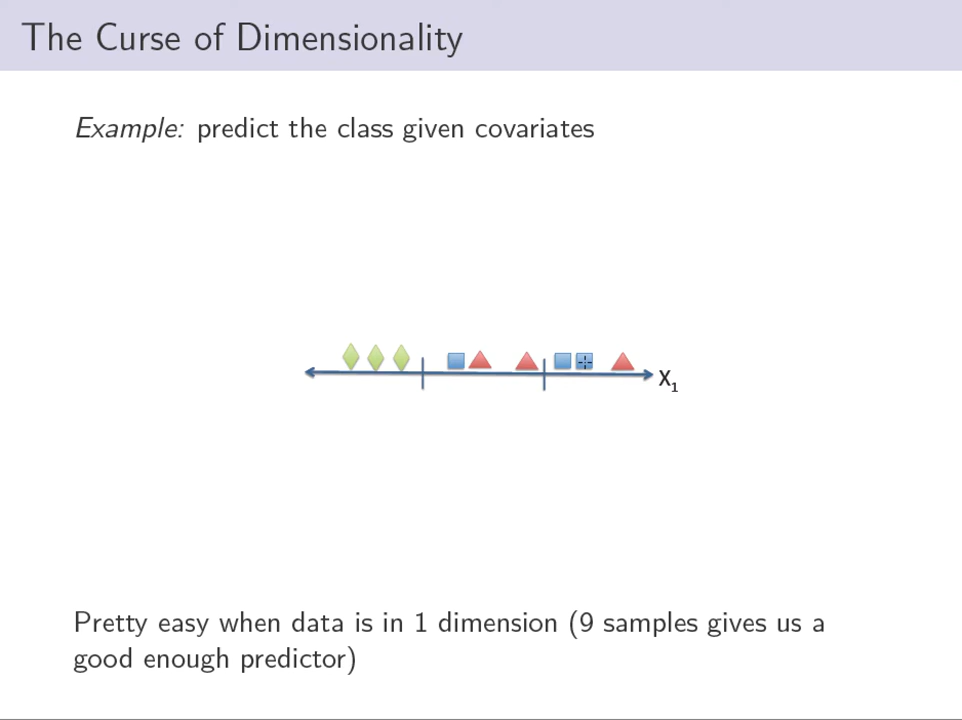 The Curse of Dimensionality
Example: predict the class given covariates
X₁
Pretty easy when data is in 1 dimension (9 samples gives us a
good enough predictor)